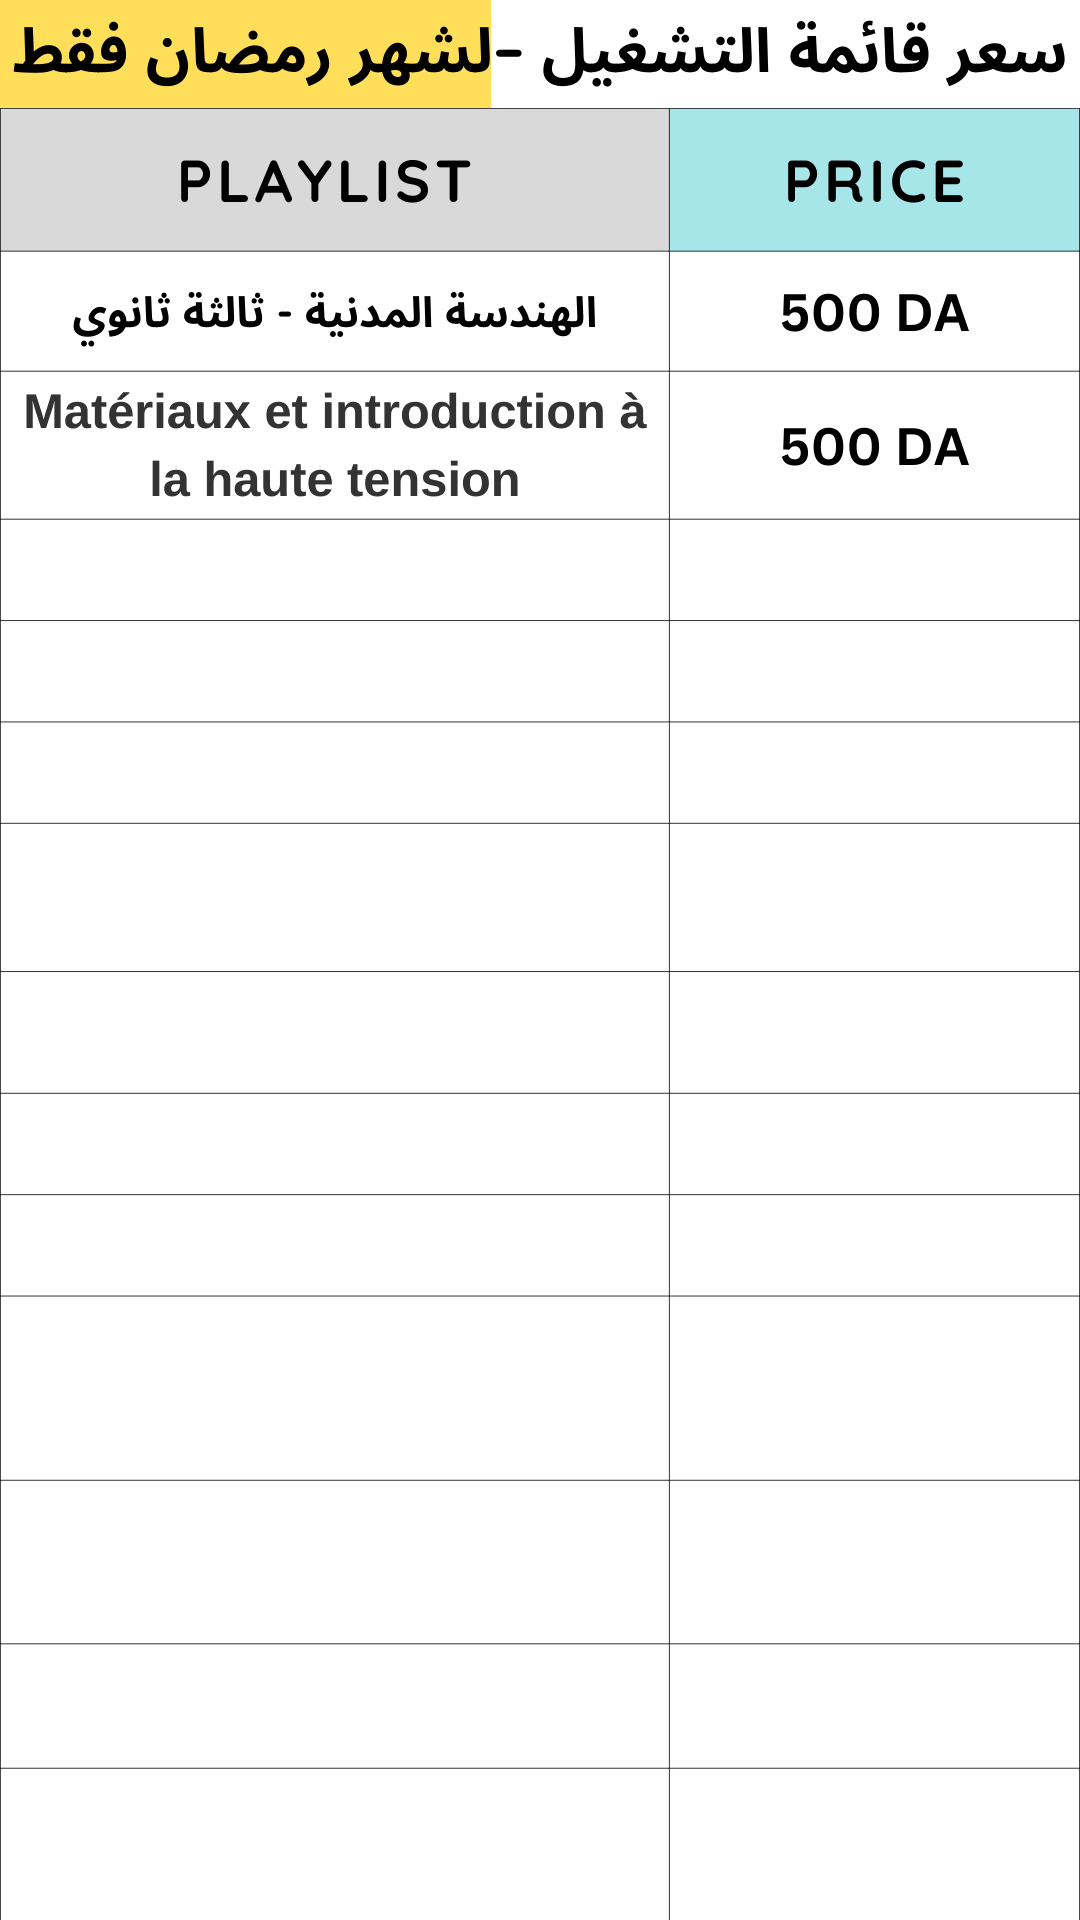 سعر قائمة التشغيل -لشهر رمضان فقط
PLAYLIST PRICE
الهندسة المدنية - ثالثة ثانوي 500 DA
Matériaux et introduction à
la haute tension
500 DA